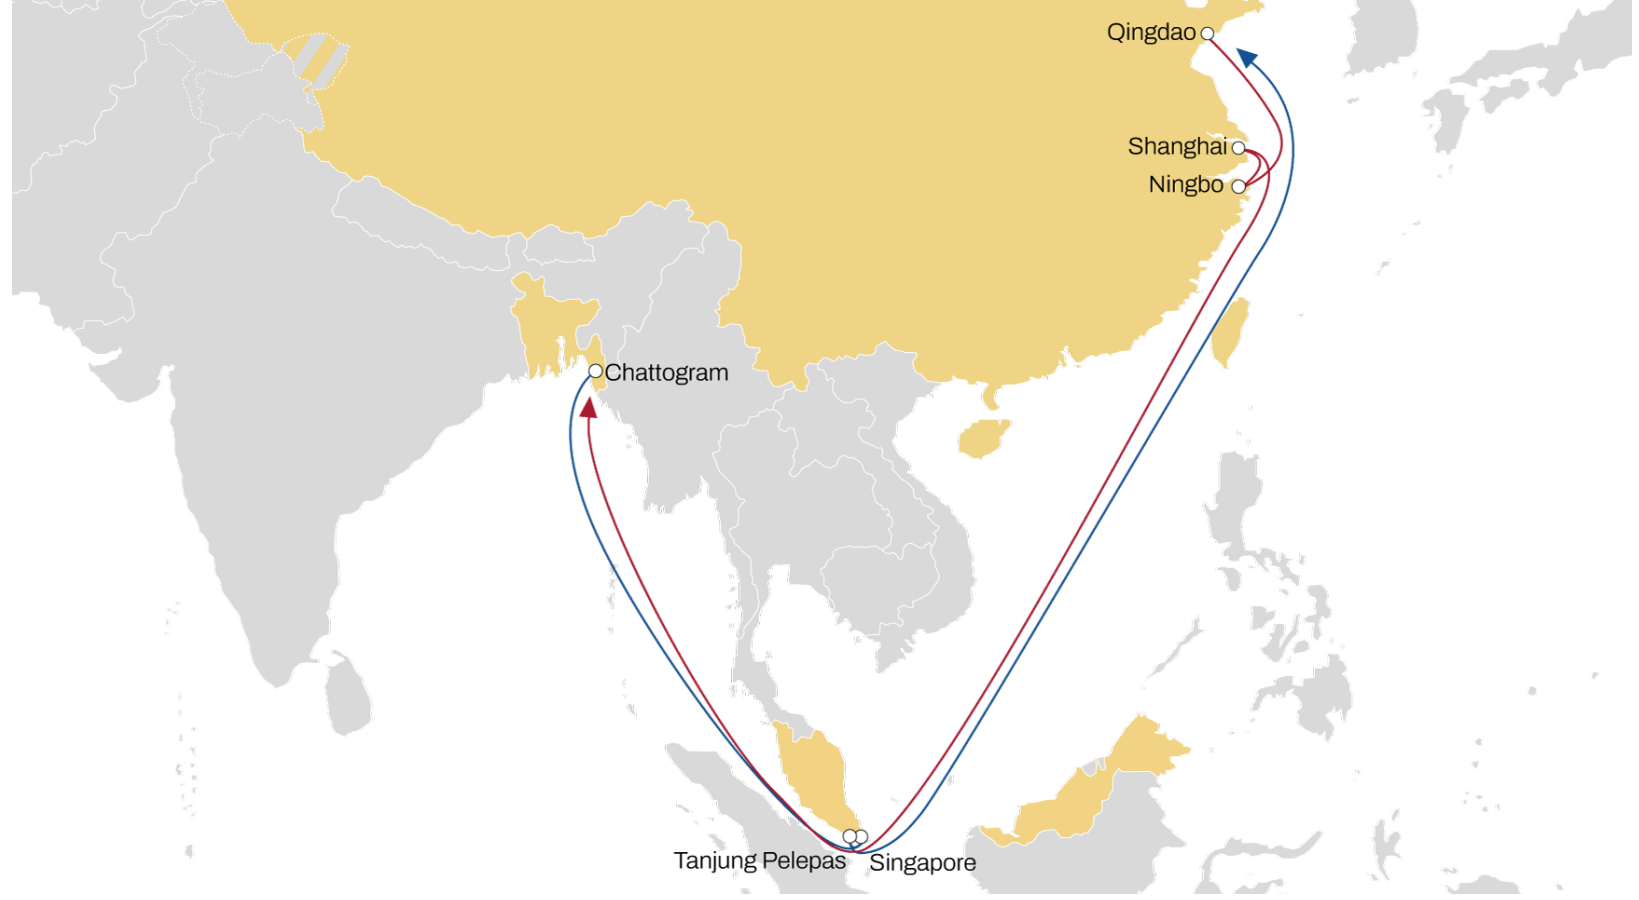 Qingdao
Shanghai
Ningbo
Chattogram
Tanjung Pelepas
Singapore